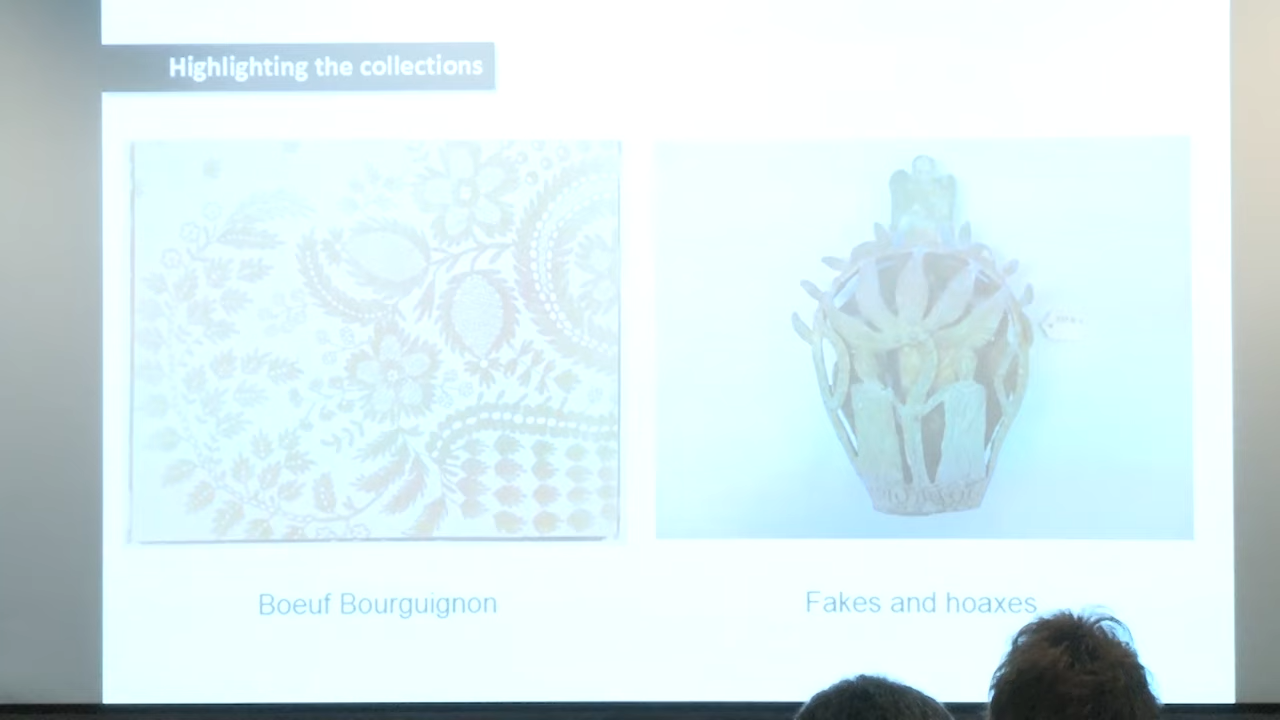 Highlighting the collections
Boeuf Bourguignon
Fakes and hoaxes